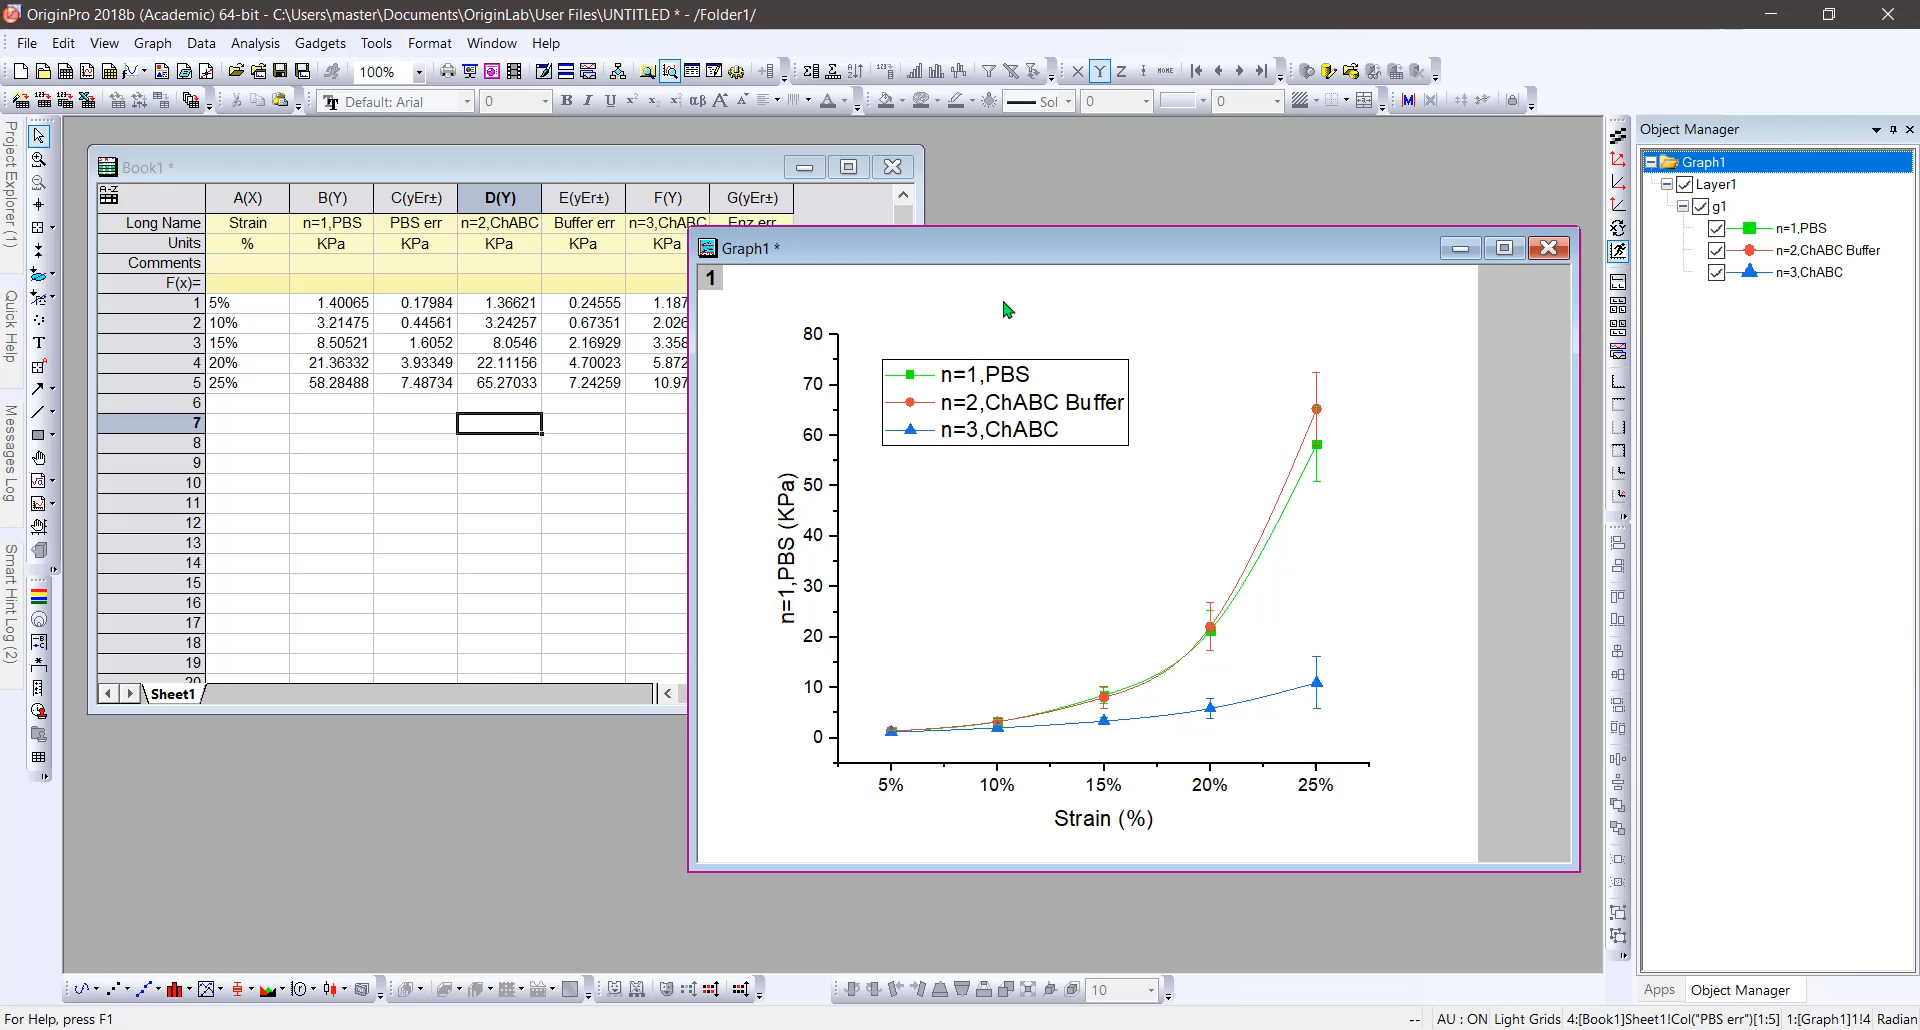 OriginPro 2018b (Academic) 64-bit - C:\Users\master\Documents\OriginLab\User Files\UNTITLED * - /Folder1/
File Edit View Graph Data Analysis Gadgets Tools Format Window Help
100%
Default: Arial 0 B I U Sol 0 0
Project Explorer (1)
Quick Help
Messages Log
Smart Hint Log (2)
Book1 *
A(X) B(Y) C(yEr±) D(Y) E(yEr±) F(Y) G(yEr±)
Long Name Strain n=1,PBS PBS err n=2,ChABC Buffer err n=3,ChABC Enz err
Units % KPa KPa KPa KPa KPa
Comments
F(x)=
1 5% 1.40065 0.17984 1.36621 0.24555 1.187
2 10% 3.21475 0.44561 3.24257 0.67351 2.026
3 15% 8.50521 1.6052 8.0546 2.16929 3.358
4 20% 21.36332 3.93349 22.11156 4.70023 5.872
5 25% 58.28488 7.48734 65.27033 7.24259 10.97
6
7
8
9
10
11
12
13
14
15
16
17
18
19
20
Sheet1
Graph1 *
1
80
70
60
50
40
30
20
10
0
n=1,PBS (KPa)
n=1,PBS
n=2,ChABC Buffer
n=3,ChABC
5% 10% 15% 20% 25%
Strain (%)
Object Manager
Graph1
Layer1
g1
n=1,PBS
n=2,ChABC Buffer
n=3,ChABC
Apps Object Manager
10
For Help, press F1
-- AU : ON Light Grids 4:[Book1]Sheet1!Col("PBS err")[1:5] 1:[Graph1]1!4 Radian